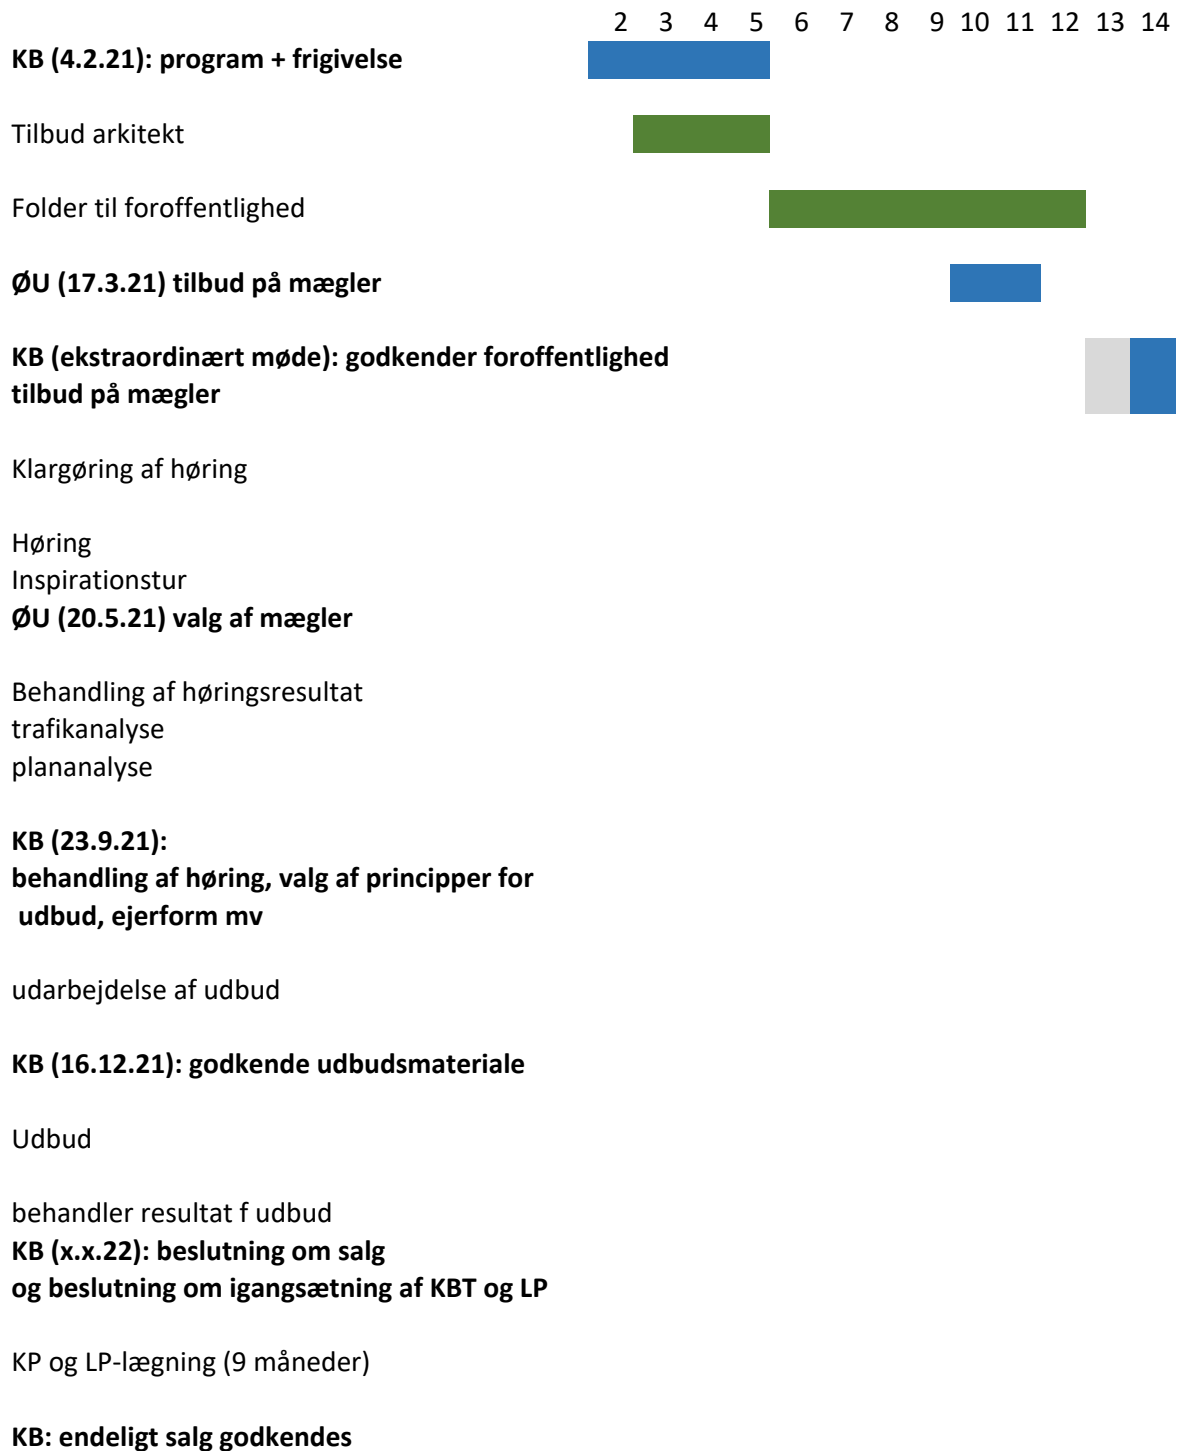 2 3 4 5 6 7 8 9 10 11 12 13 14
KB (4.2.21): program + frigivelse
Tilbud arkitekt
Folder til foroffentlighed
ØU (17.3.21) tilbud på mægler
KB (ekstraordinært møde): godkender foroffentlighed
tilbud på mægler
Klargøring af høring
Høring
Inspirationstur
ØU (20.5.21) valg af mægler
Behandling af høringsresultat
trafikanalyse
plananalyse
KB (23.9.21):
behandling af høring, valg af principper for
udbud, ejerform mv
udarbejdelse af udbud
KB (16.12.21): godkende udbudsmateriale
Udbud
behandler resultat f udbud
KB (x.x.22): beslutning om salg
og beslutning om igangsætning af KBT og LP
KP og LP-lægning (9 måneder)
KB: endeligt salg godkendes